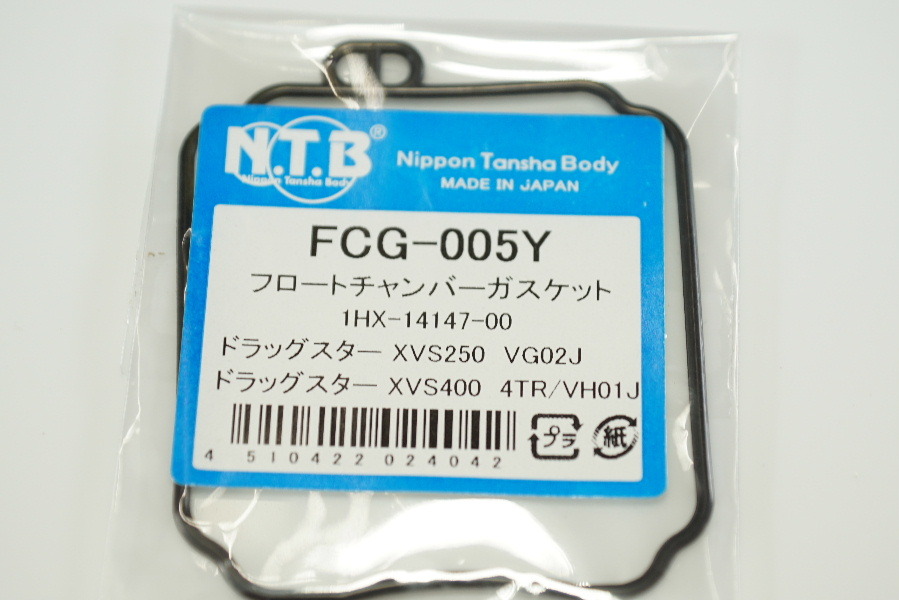 N.T.B®
Nippon Tansha Body
Nippon Tansha Body
MADE IN JAPAN
FCG-005Y
フロートチャンバーガスケット
1HX-14147-00
ドラッグスター XVS250 VG02J
ドラッグスター XVS400 4TR/VH01J
プラ
紙
4 510422 024042